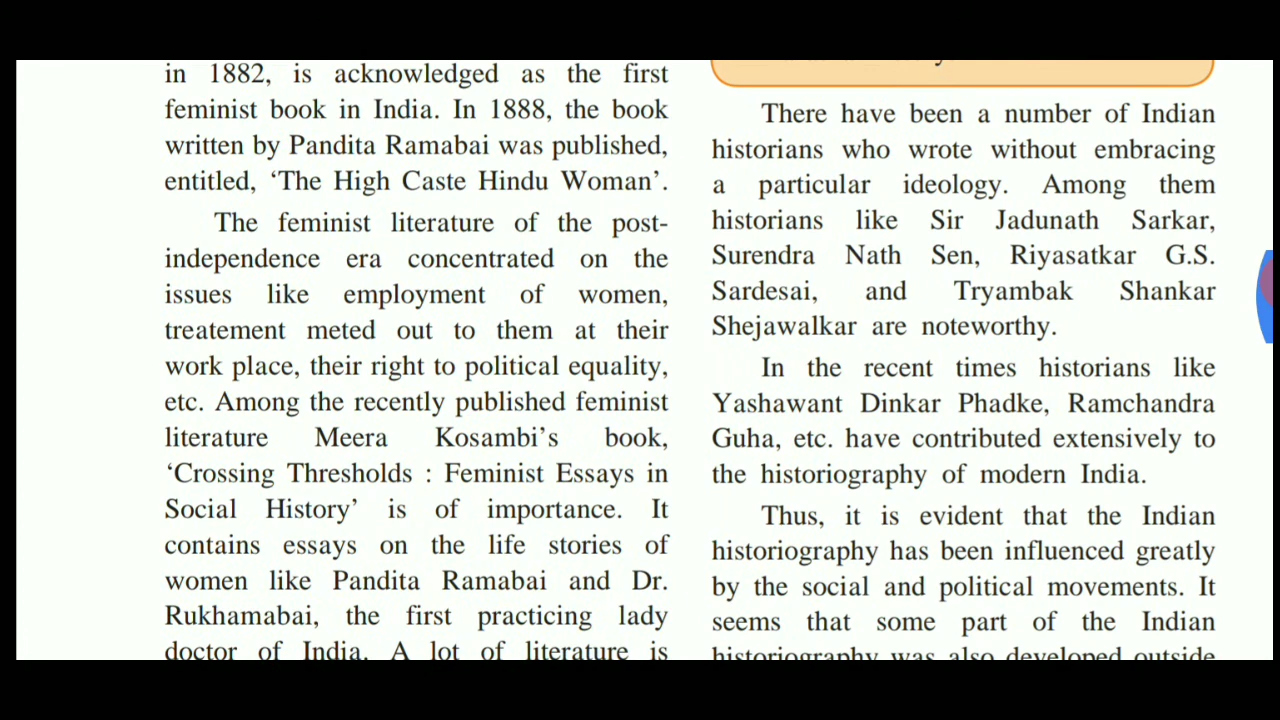 in 1882, is acknowledged as the first
feminist book in India. In 1888, the book
written by Pandita Ramabai was published,
entitled, ‘The High Caste Hindu Woman’.
The feminist literature of the post-
independence era concentrated on the
issues like employment of women,
treatement meted out to them at their
work place, their right to political equality,
etc. Among the recently published feminist
literature Meera Kosambi’s book,
‘Crossing Thresholds : Feminist Essays in
Social History’ is of importance. It
contains essays on the life stories of
women like Pandita Ramabai and Dr.
Rukhamabai, the first practicing lady
doctor of India. A lot of literature is
There have been a number of Indian
historians who wrote without embracing
a particular ideology. Among them
historians like Sir Jadunath Sarkar,
Surendra Nath Sen, Riyasatkar G.S.
Sardesai, and Tryambak Shankar
Shejawalkar are noteworthy.
In the recent times historians like
Yashawant Dinkar Phadke, Ramchandra
Guha, etc. have contributed extensively to
the historiography of modern India.
Thus, it is evident that the Indian
historiography has been influenced greatly
by the social and political movements. It
seems that some part of the Indian
historiography was also developed outside